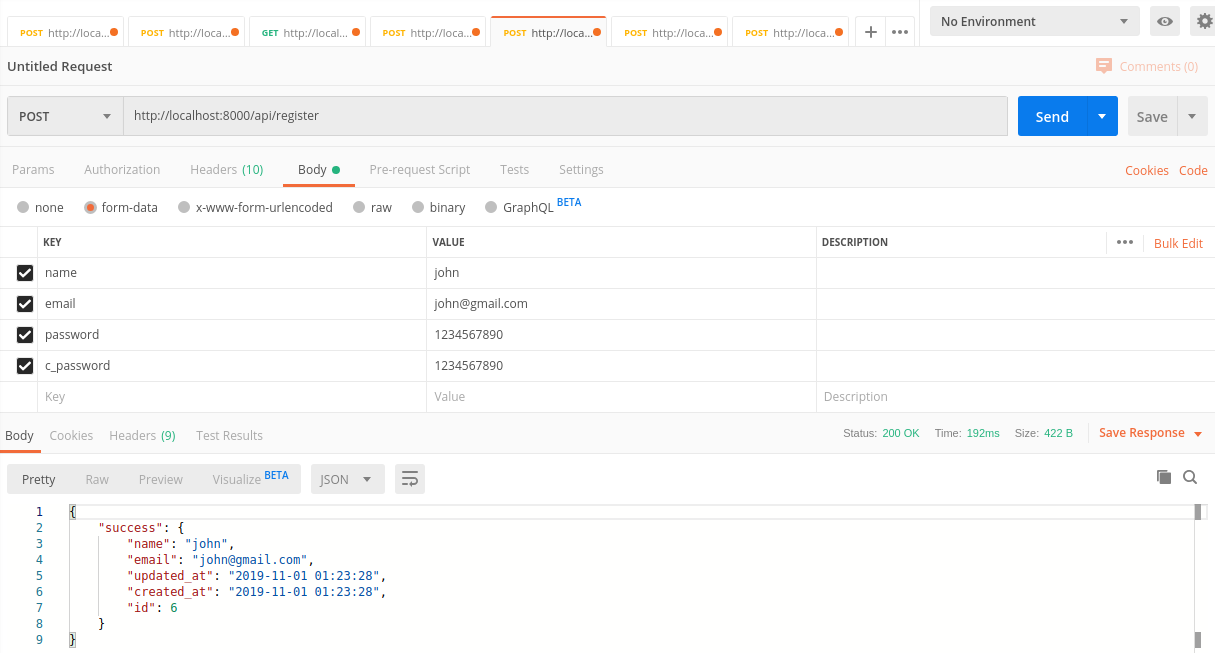 POST http://loca... POST http://loca... GET http://local... POST http://loca... POST http://loca... POST http://loca... POST http://loca... No Environment
Untitled Request Comments (0)
POST http://localhost:8000/api/register Send Save
Params Authorization Headers (10) Body Pre-request Script Tests Settings Cookies Code
none form-data x-www-form-urlencoded raw binary GraphQL BETA
KEY VALUE DESCRIPTION ••• Bulk Edit
name john
email john@gmail.com
password 1234567890
c_password 1234567890
Key Value Description
Body Cookies Headers (9) Test Results Status: 200 OK Time: 192ms Size: 422 B Save Response
Pretty Raw Preview Visualize BETA JSON
1 {
2 "success": {
3 "name": "john",
4 "email": "john@gmail.com",
5 "updated_at": "2019-11-01 01:23:28",
6 "created_at": "2019-11-01 01:23:28",
7 "id": 6
8 }
9 }